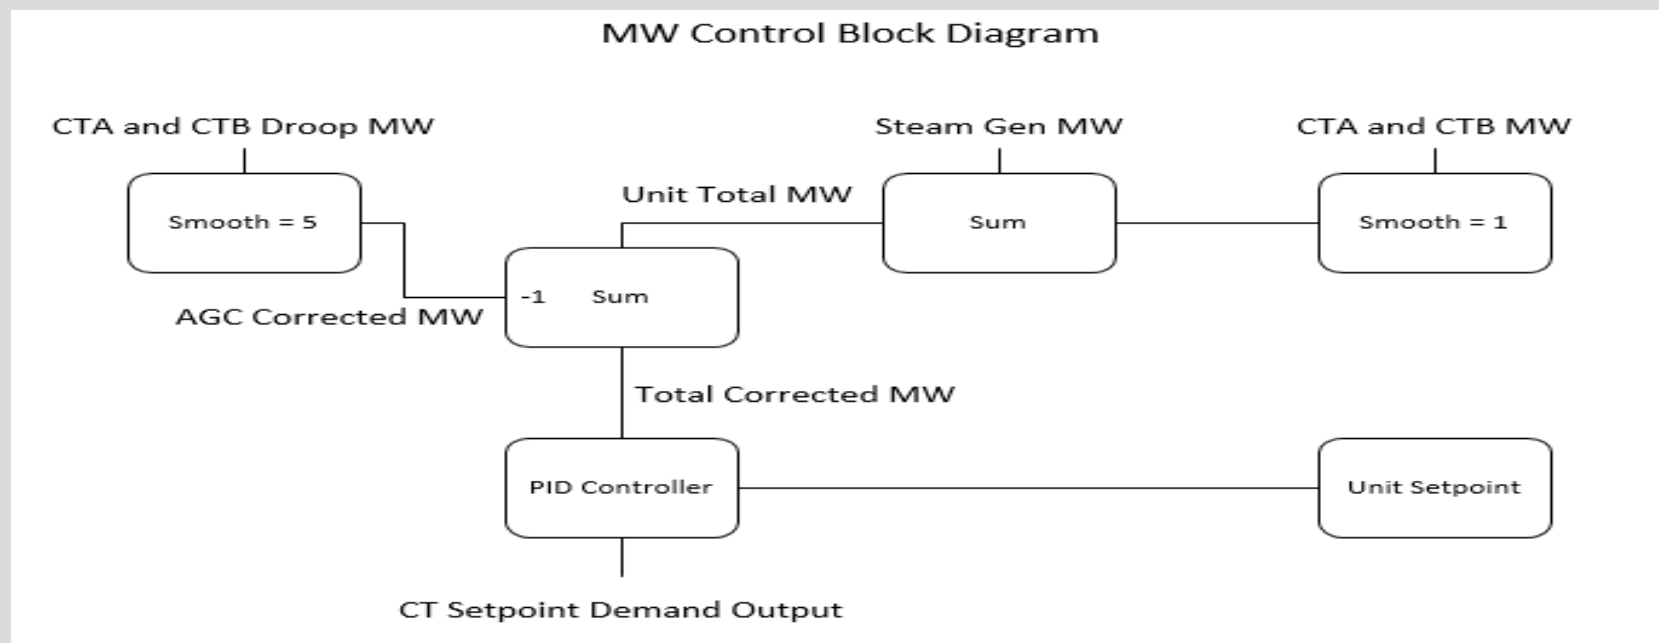 MW Control Block Diagram
CTA and CTB Droop MW
Steam Gen MW
CTA and CTB MW
Unit Total MW
Smooth = 5
Sum
Smooth = 1
-1 Sum
AGC Corrected MW
Total Corrected MW
PID Controller
Unit Setpoint
CT Setpoint Demand Output